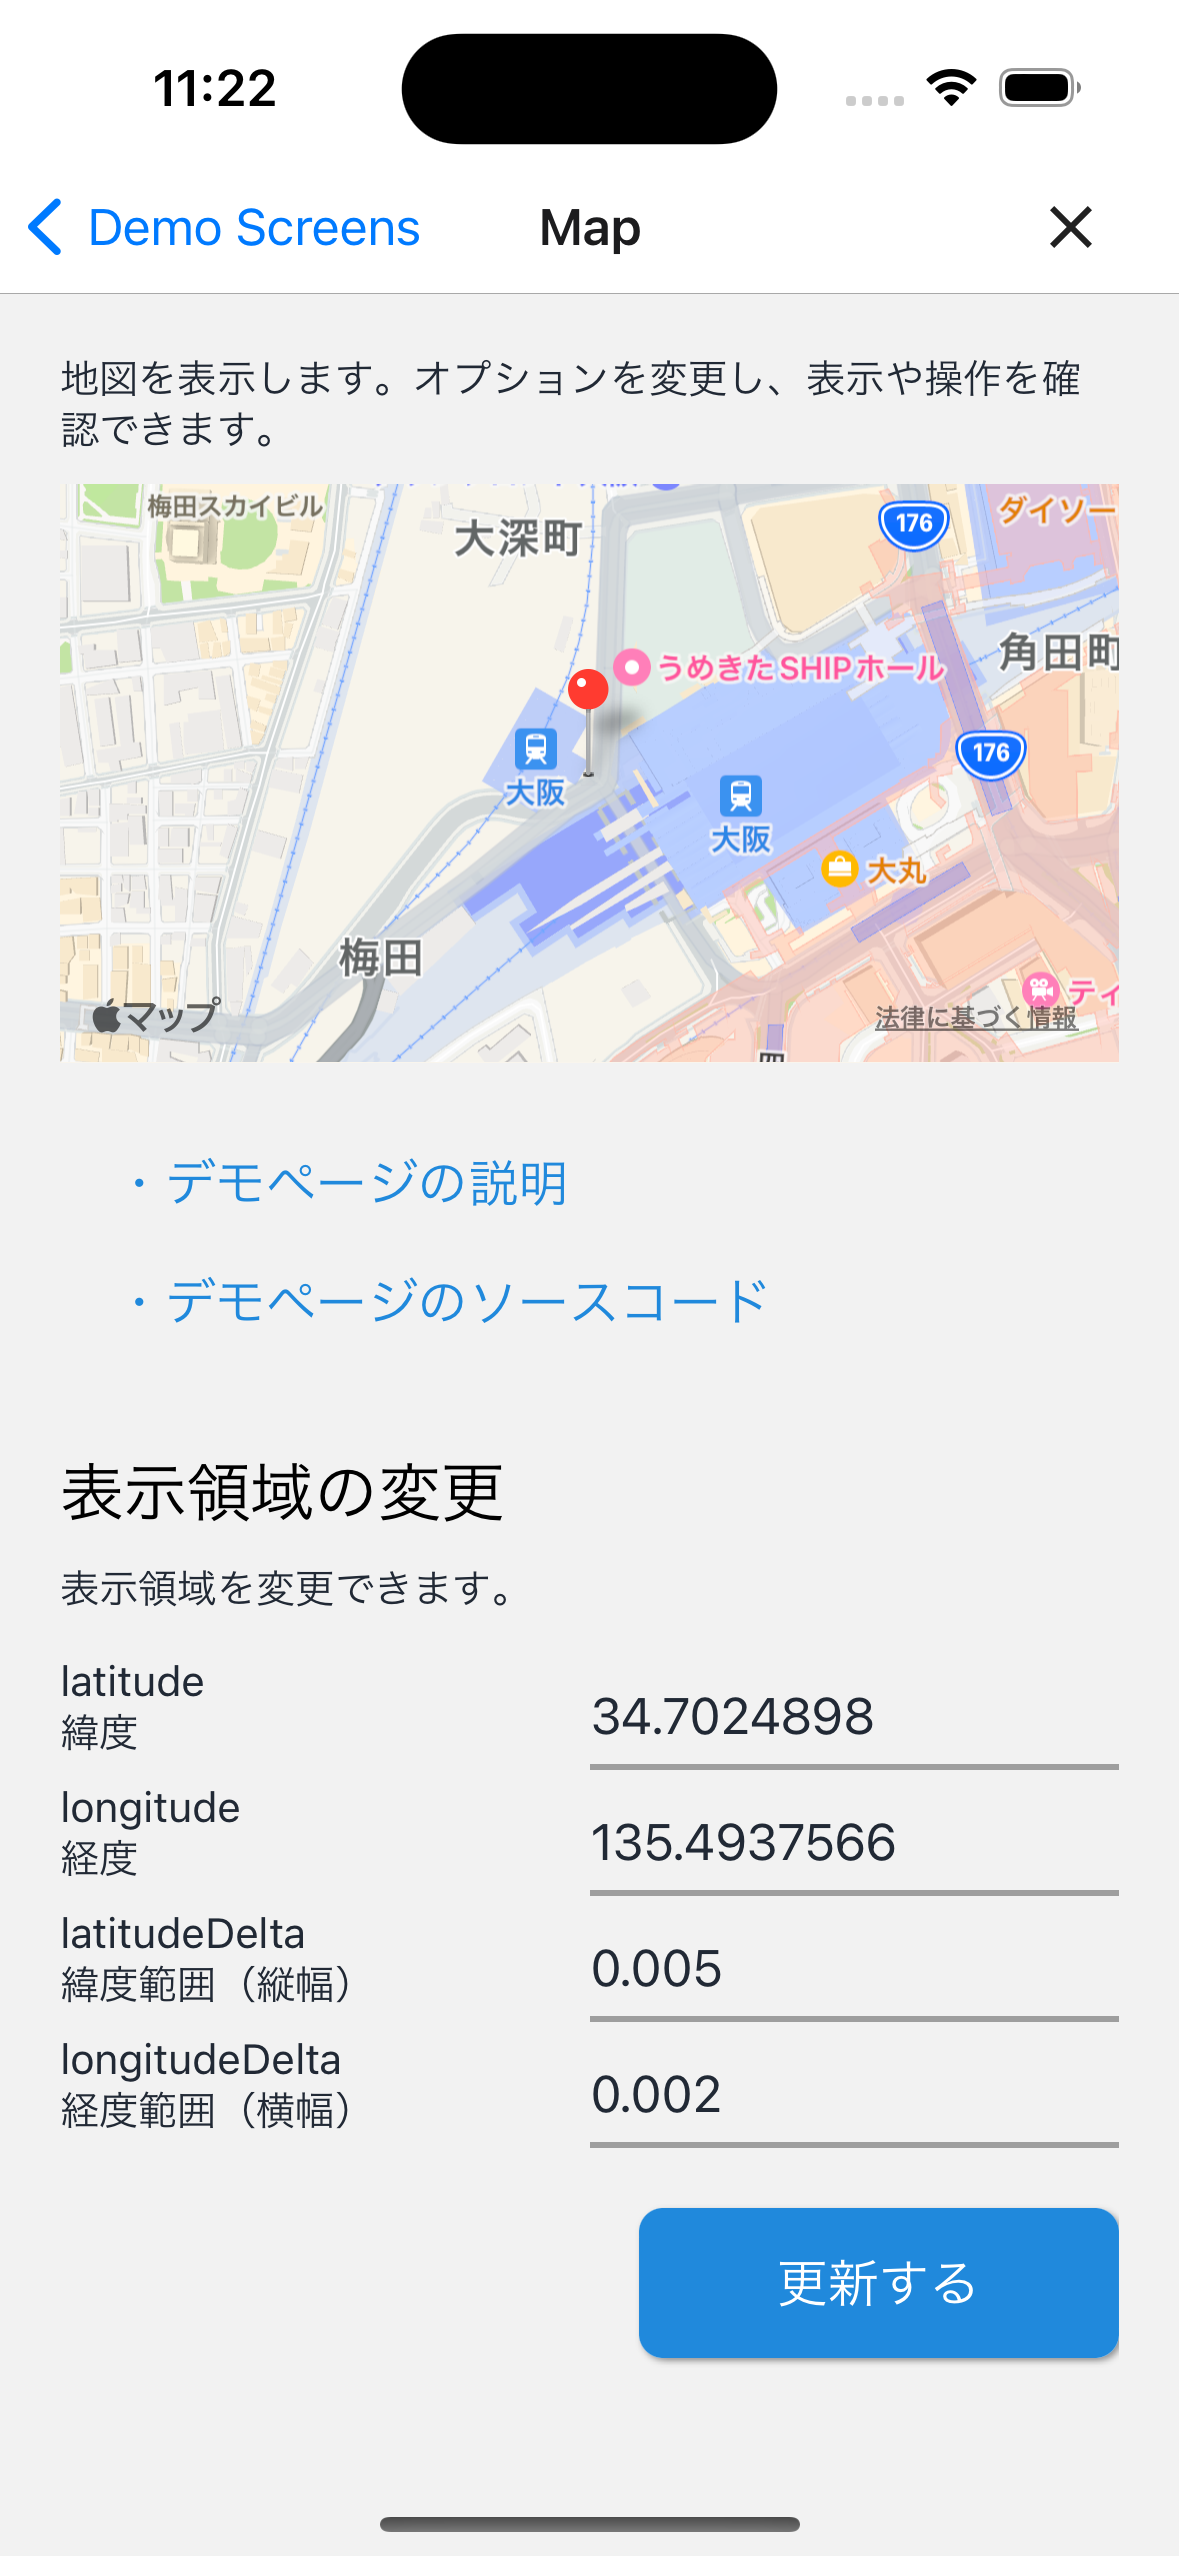 11:22
Demo Screens
Map
地図を表示します。オプションを変更し、表示や操作を確
認できます。
梅田スカイビル
大深町
176
ダイソー
角田町
うめきたSHIPホール
176
大阪
大阪
大丸
梅田
マップ
ティ
法律に基づく情報
・デモページの説明
・デモページのソースコード
表示領域の変更
表示領域を変更できます。
latitude
緯度
34.7024898
longitude
経度
135.4937566
latitudeDelta
緯度範囲（縦幅）
0.005
longitudeDelta
経度範囲（横幅）
0.002
更新する